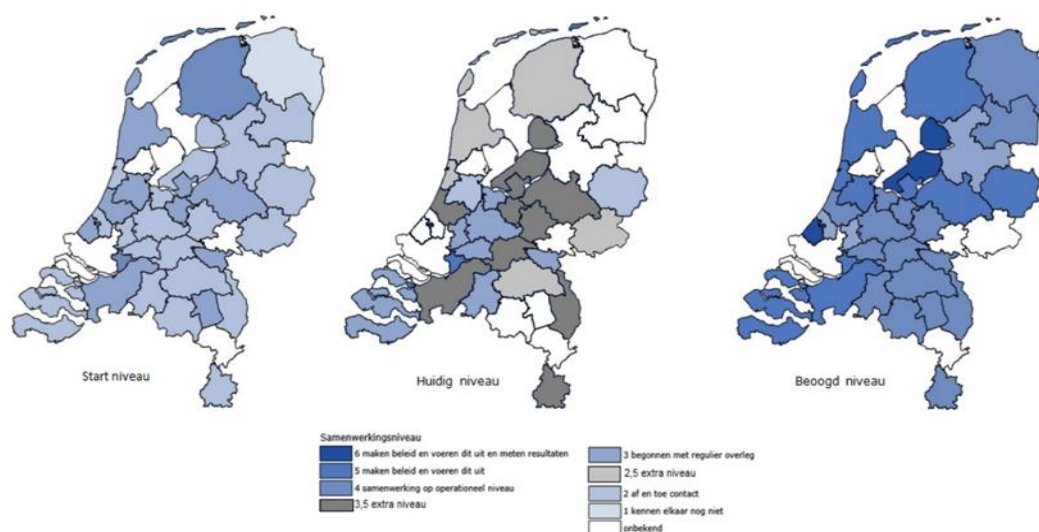 Start niveau
Huidig niveau
Beoogd niveau
Samenwerkingsniveau
6 maken beleid en voeren dit uit en meten resultaten
5 maken beleid en voeren dit uit
4 samenwerking op operationeel niveau
3,5 extra niveau
3 begonnen met regulier overleg
2,5 extra niveau
2 af en toe contact
1 kennen elkaar nog niet
onbekend